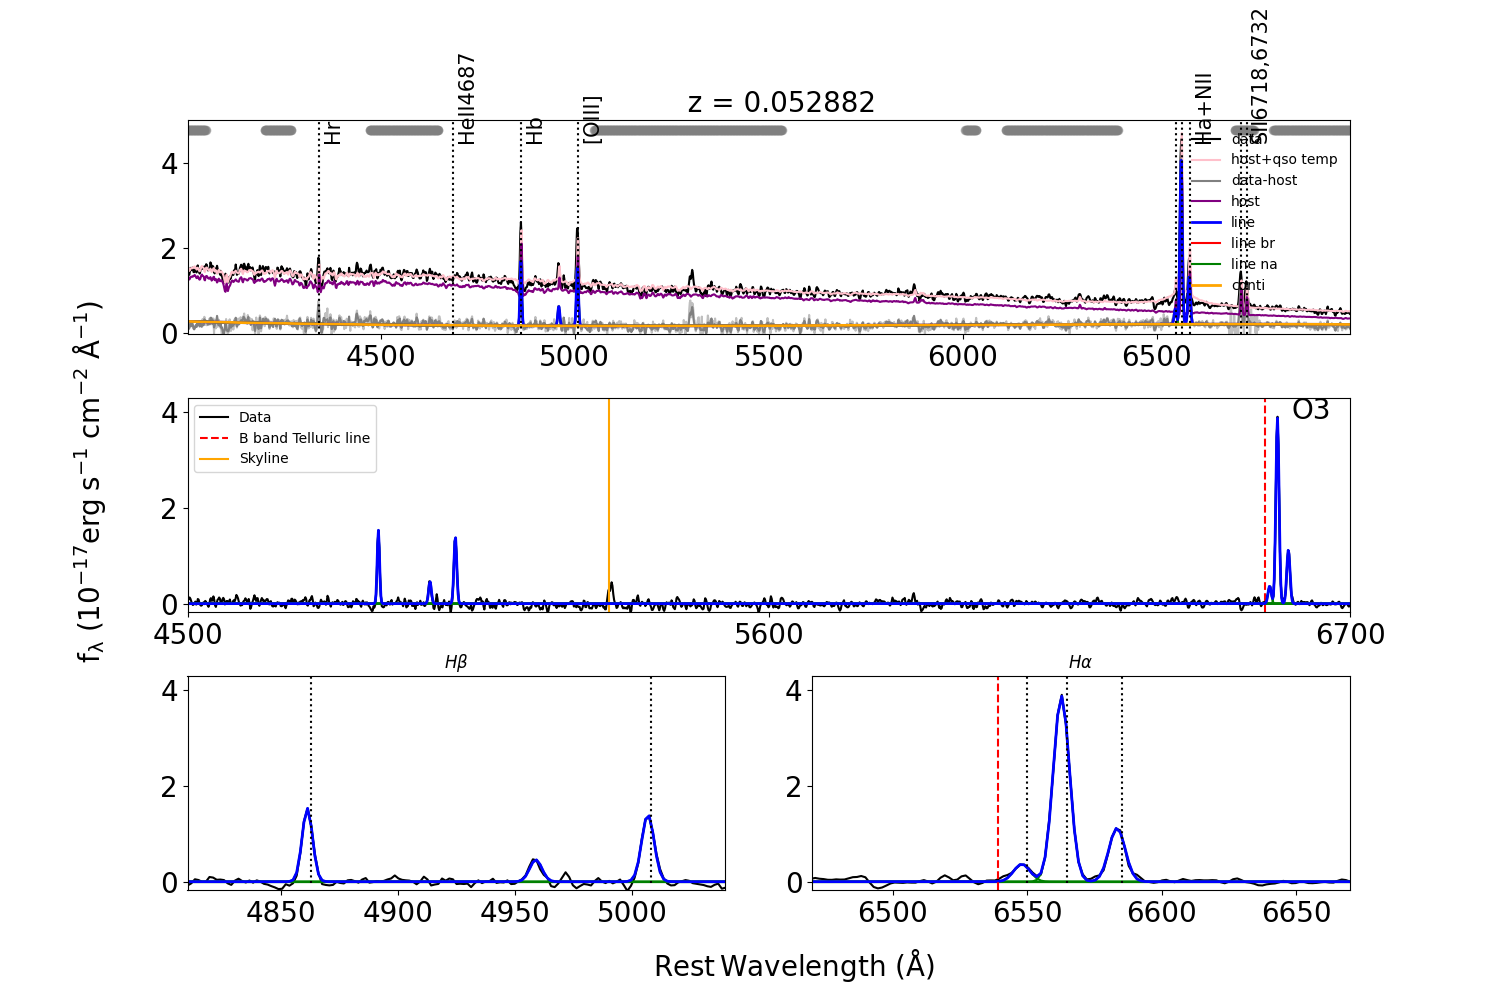 z = 0.052882
Hr
HeII4687
Hb
[OIII]
Ha+NII
SII6718,6732
data
host+qso temp
data-host
host
line
line br
line na
conti
4
2
0
4500
5000
5500
6000
6500
fλ (10−17erg s−1 cm−2 Å−1)
Data
B band Telluric line
Skyline
O3
4
2
0
4500
5600
6700
Hβ
4
2
0
4850
4900
4950
5000
Hα
4
2
0
6500
6550
6600
6650
Rest Wavelength (Å)